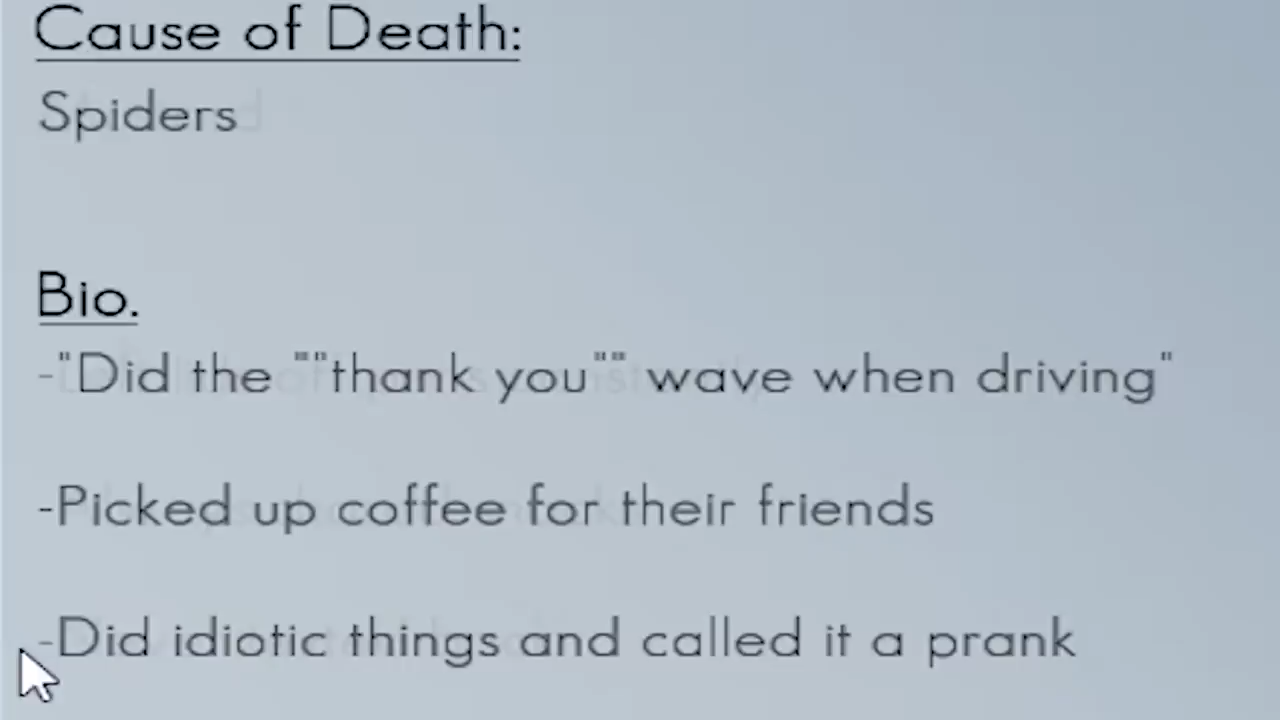 Cause of Death:
Spiders
Bio.
-"Did the ""thank you"" wave when driving"
-Picked up coffee for their friends
-Did idiotic things and called it a prank